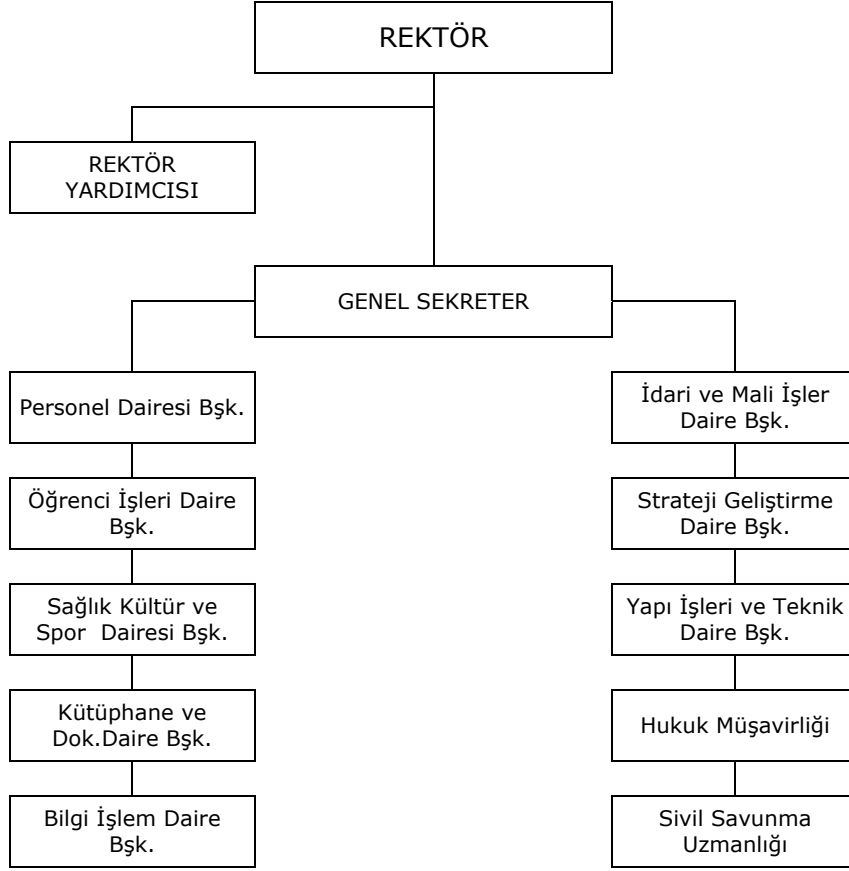 REKTÖR
REKTÖR
YARDIMCISI
GENEL SEKRETER
Personel Dairesi Bşk.
Öğrenci İşleri Daire
Bşk.
Sağlık Kültür ve
Spor  Dairesi Bşk.
Kütüphane ve
Dok.Daire Bşk.
Bilgi İşlem Daire
Bşk.
İdari ve Mali İşler
Daire Bşk.
Strateji Geliştirme
Daire Bşk.
Yapı İşleri ve Teknik
Daire Bşk.
Hukuk Müşavirliği
Sivil Savunma
Uzmanlığı